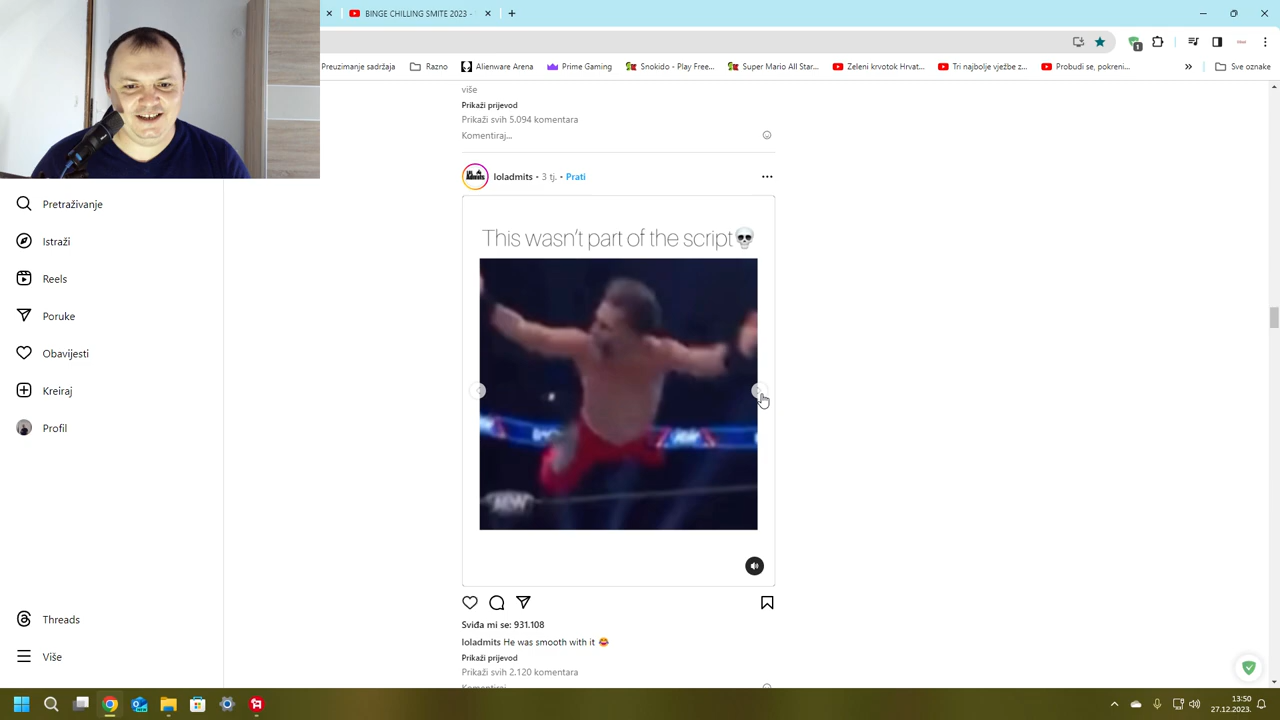 BINGE CHILLING SMITE 2023 -
1
Preuzimanje sadržaja
Razno
Alienware Arena
Prime Gaming
Snokido - Play Free...
Super Mario All Star...
Zeleni krvotok Hrvat...
Tri najbolje vježbe z...
Probudi se, pokreni...
Sve oznake
više
Prikaži prijevod
Prikaži svih 5.094 komentara
Komentiraj...
loladmits • 3 tj. • Prati
This wasn't part of the script💀
AEW
Pretraživanje
Istraži
Reels
Poruke
Obavijesti
Kreiraj
Profil
Threads
Više
Sviđa mi se: 931.108
loladmits He was smooth with it 😂
Prikaži prijevod
Prikaži svih 2.120 komentara
Komentiraj...
13:50
27.12.2023.